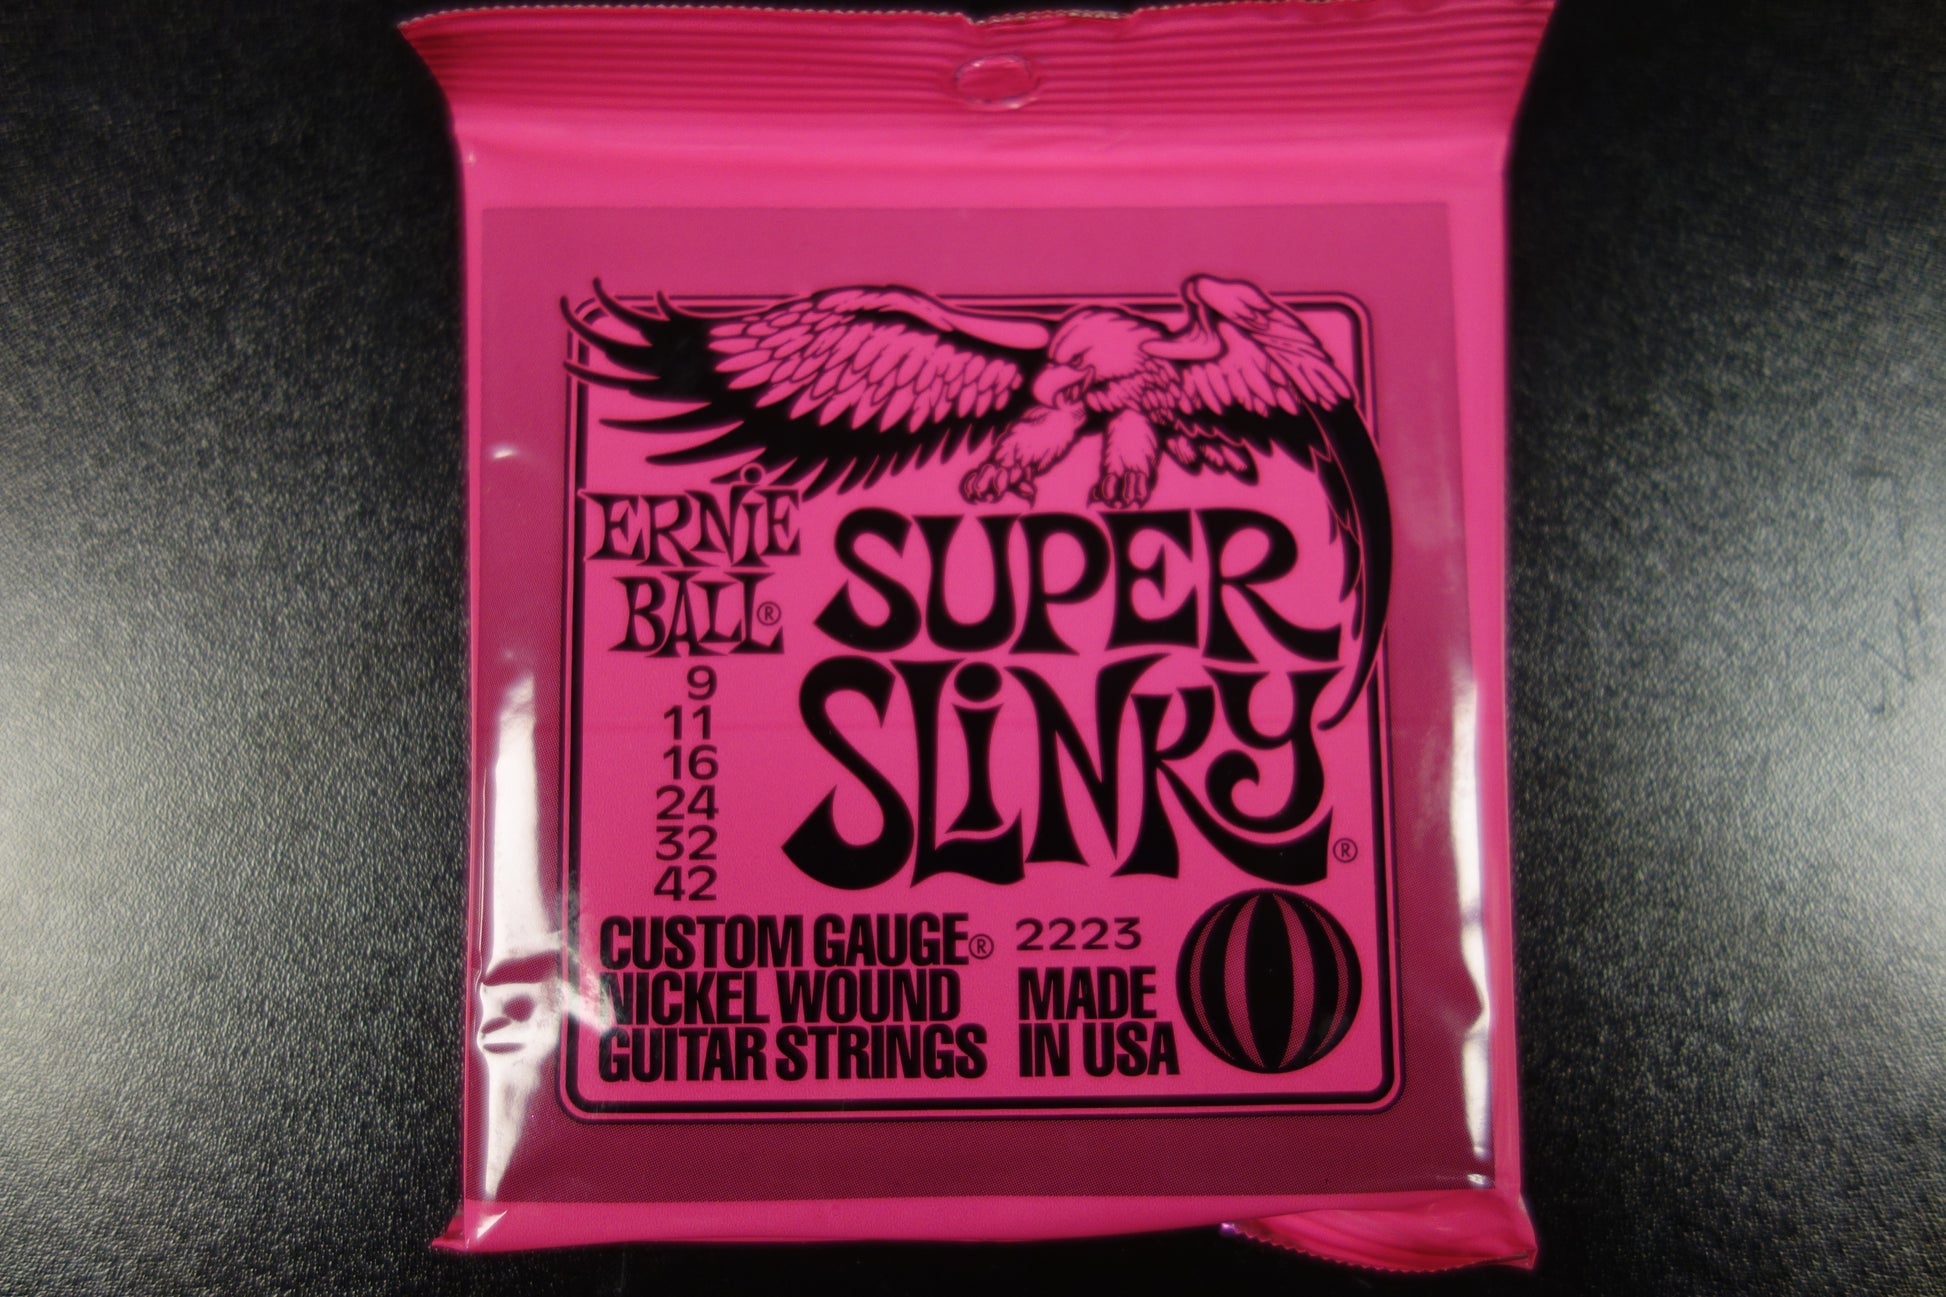 ERNIE
BALL®
SUPER
SLINKY®
9
11
16
24
32
42
CUSTOM GAUGE®
NICKEL WOUND
GUITAR STRINGS
2223
MADE
IN USA